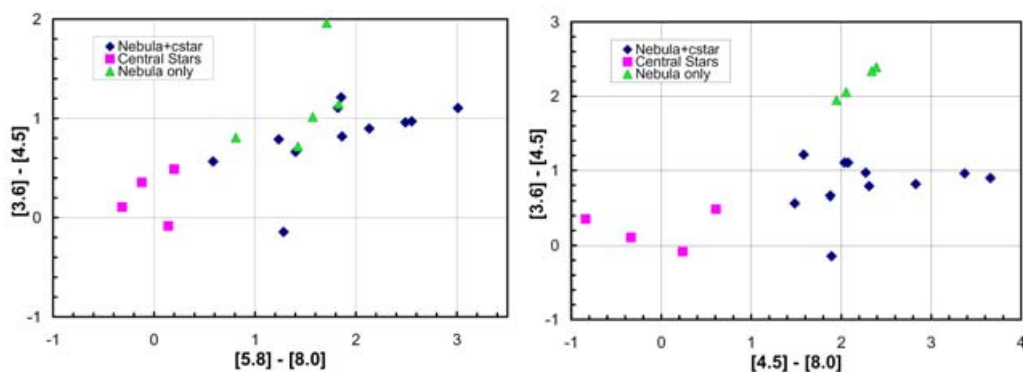 2
1
0
-1
-1
0
1
2
3
[3.6] - [4.5]
[5.8] - [8.0]
Nebula+cstar
Central Stars
Nebula only
3
2
1
0
-1
-1
0
1
2
3
4
[3.6] - [4.5]
[4.5] - [8.0]
Nebula+cstar
Central Stars
Nebula only